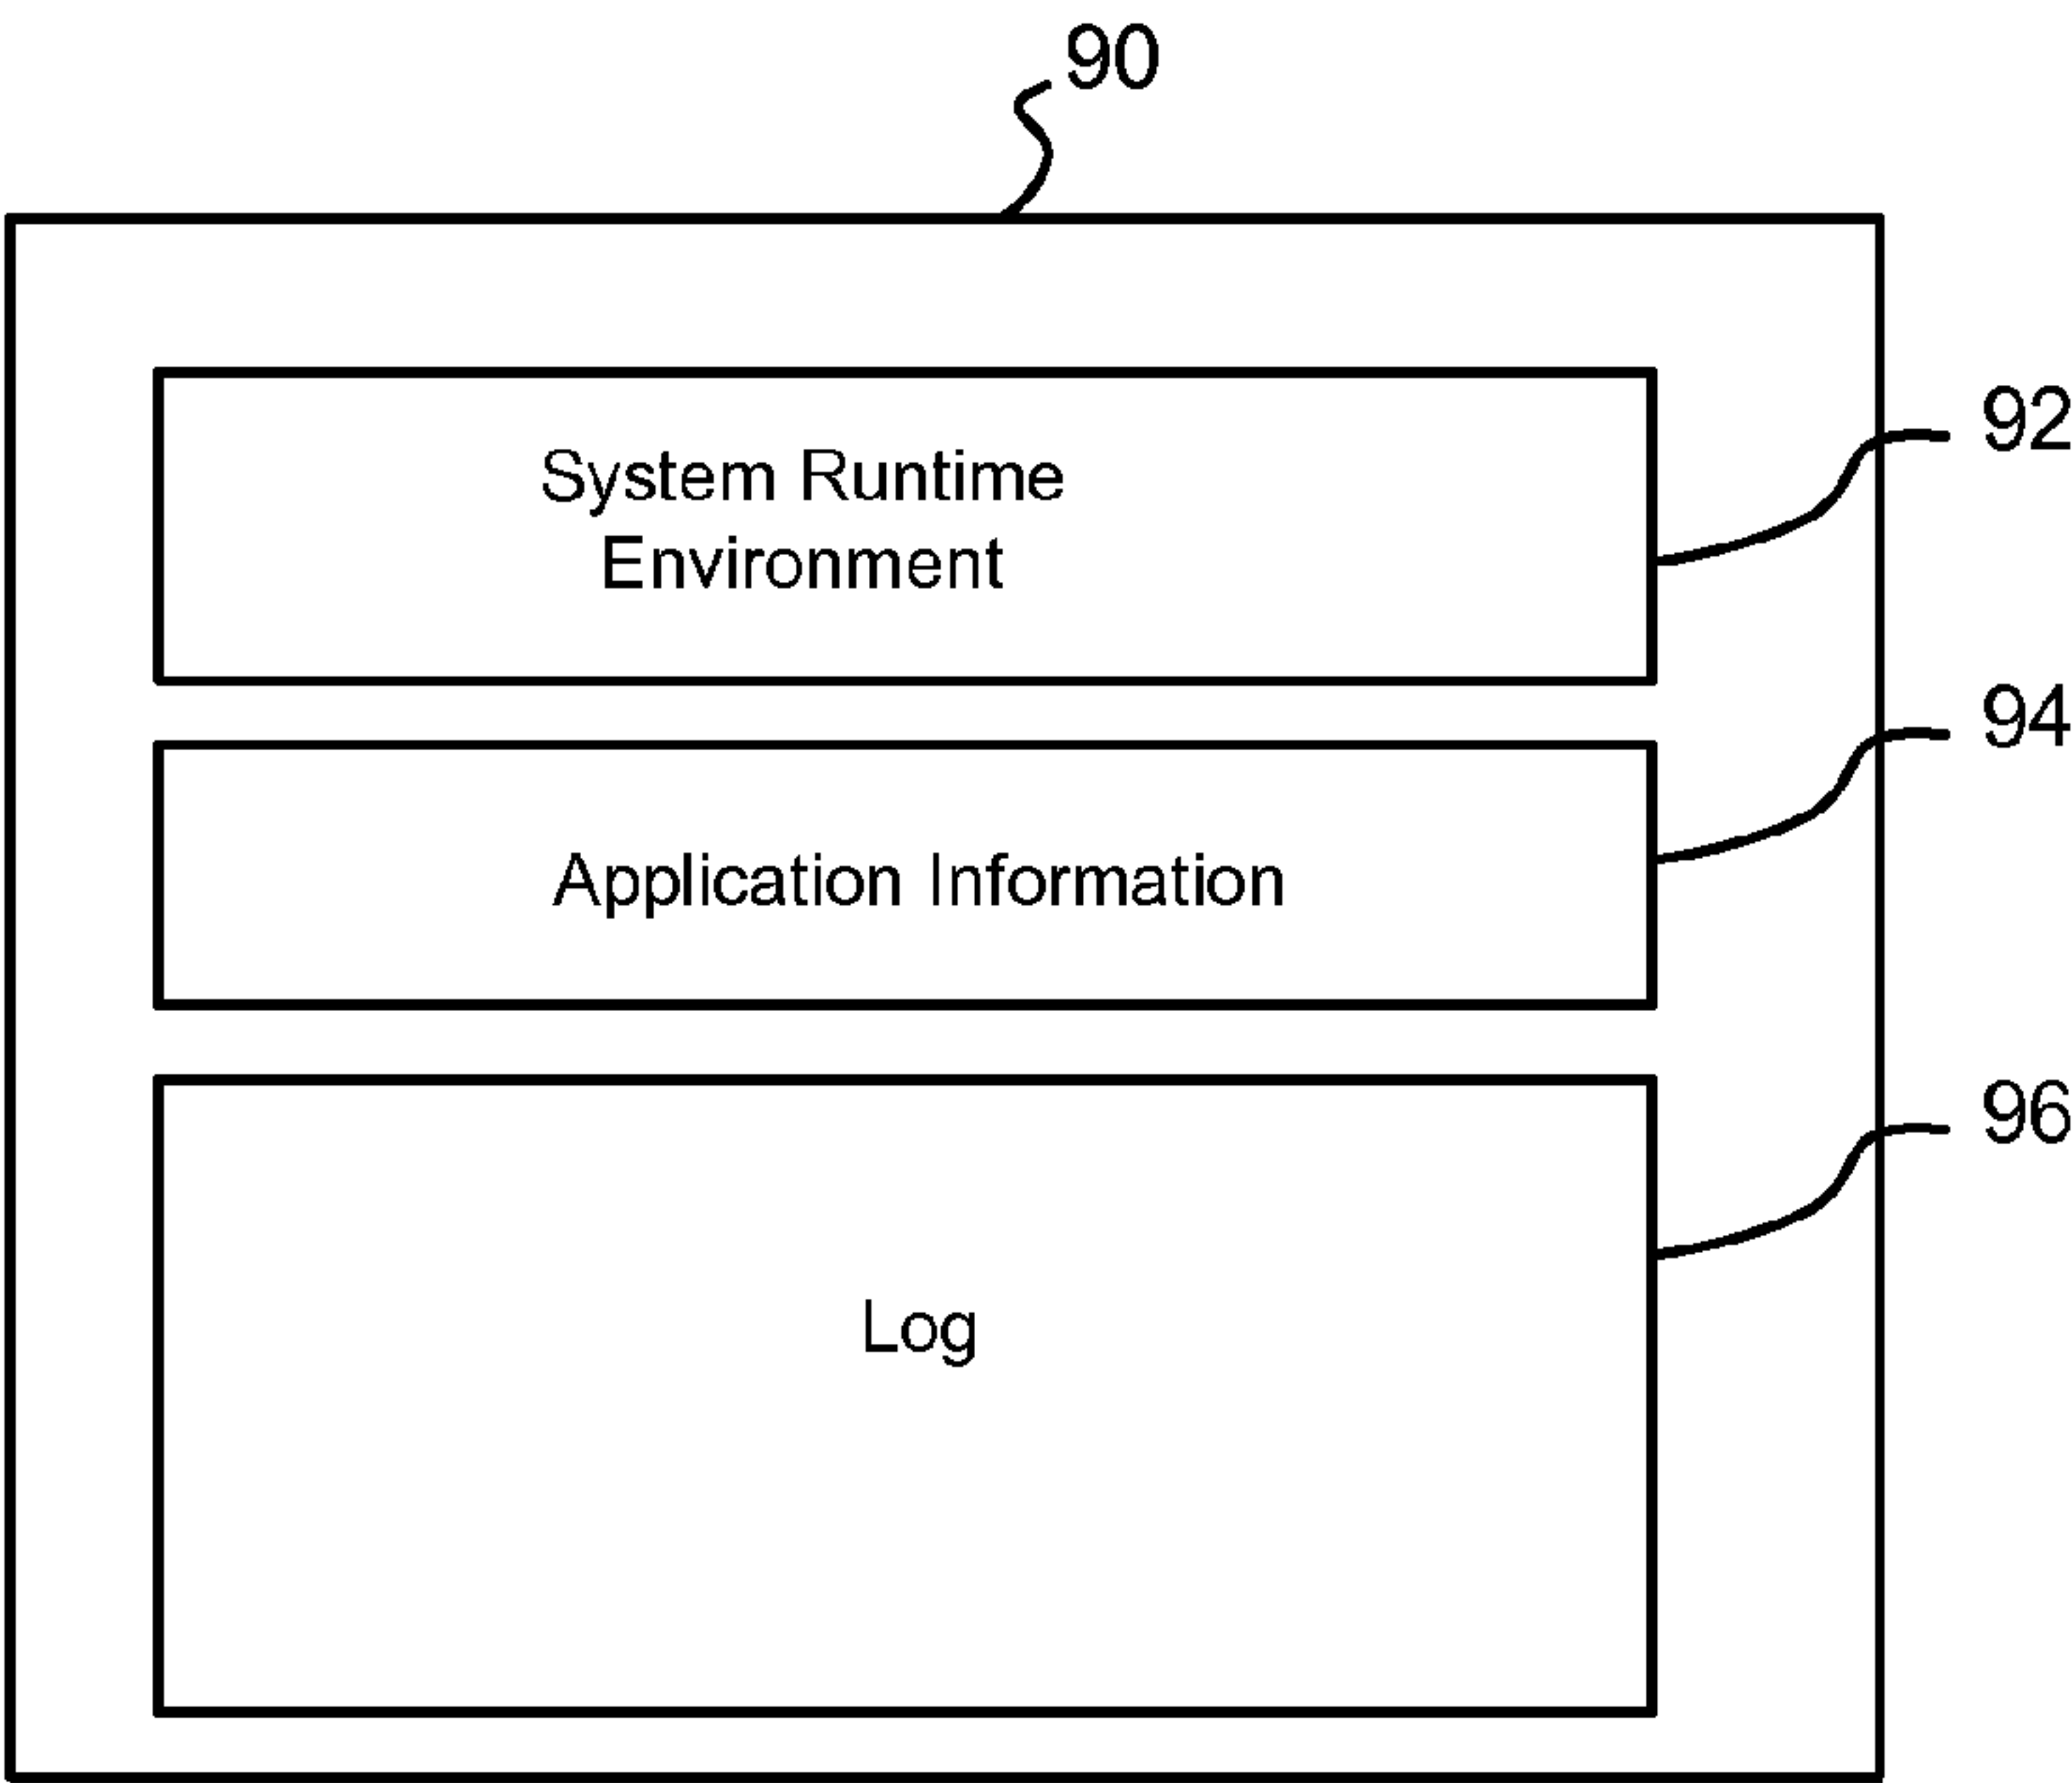 90
System Runtime
Environment
92
Application Information
94
Log
96